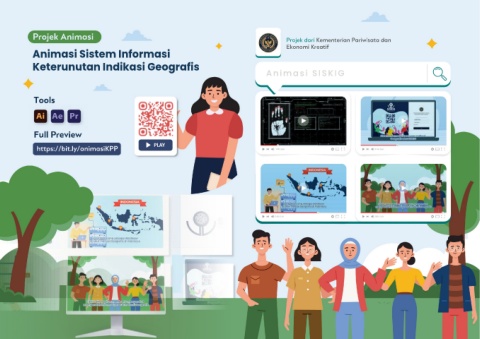 Projek Animasi
Animasi Sistem Informasi
Keterunutan Indikasi Geografis
Tools
Ai Ae Pr
Full Preview
https://bit.ly/animasiKPP
PLAY
Projek dari Kementerian Pariwisata dan
Ekonomi Kreatif
Animasi SISKIG
INDONESIA